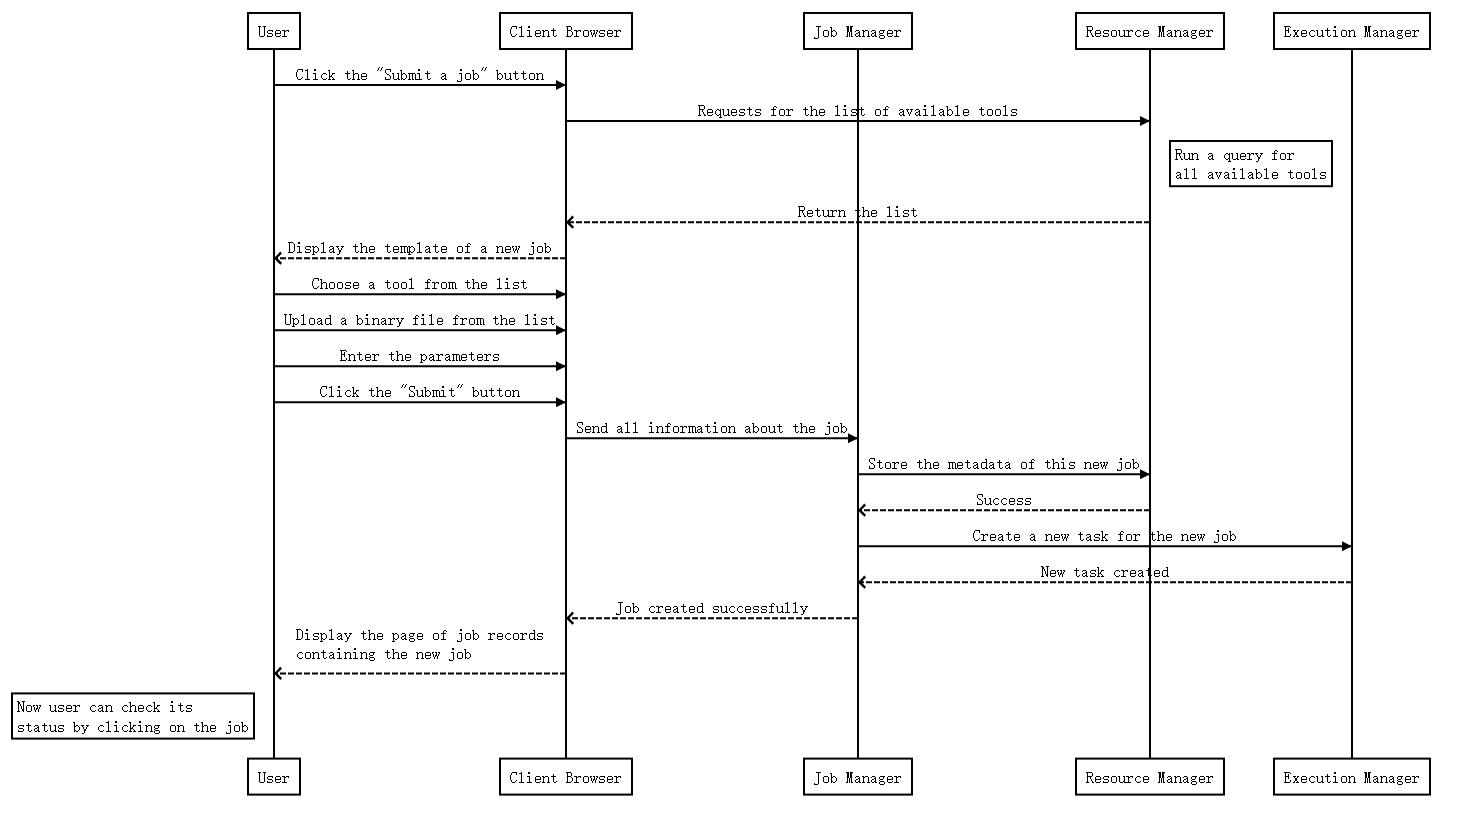 User
Client Browser
Job Manager
Resource Manager
Execution Manager
Click the "Submit a job" button
Requests for the list of available tools
Run a query for
all available tools
Return the list
Display the template of a new job
Choose a tool from the list
Upload a binary file from the list
Enter the parameters
Click the "Submit" button
Send all information about the job
Store the metadata of this new job
Success
Create a new task for the new job
New task created
Job created successfully
Display the page of job records
containing the new job
Now user can check its
status by clicking on the job
User
Client Browser
Job Manager
Resource Manager
Execution Manager